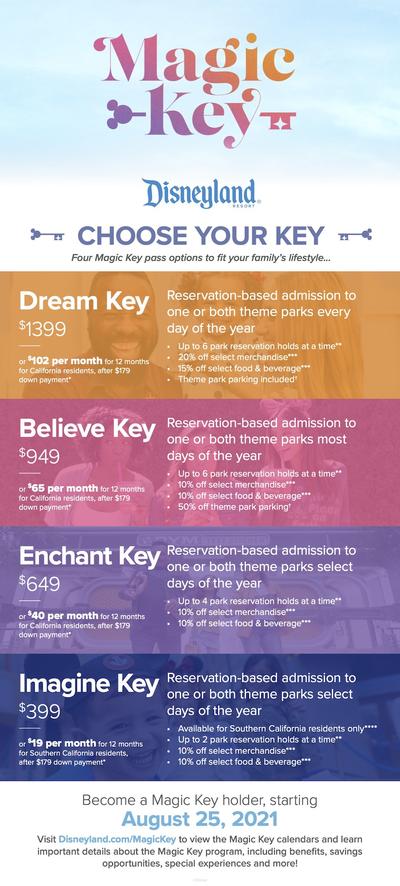 Magic
Key
Disneyland
RESORT
CHOOSE YOUR KEY
Four Magic Key pass options to fit your family's lifestyle...
Dream Key
$1399
or $102 per month for 12 months
for California residents, after $179
down payment*
Reservation-based admission to
one or both theme parks every
day of the year
• Up to 6 park reservation holds at a time**
• 20% off select merchandise***
• 15% off select food & beverage***
• Theme park parking included†
Believe Key
$949
or $65 per month for 12 months
for California residents, after $179
down payment*
Reservation-based admission to
one or both theme parks most
days of the year
• Up to 6 park reservation holds at a time**
• 10% off select merchandise***
• 10% off select food & beverage***
• 50% off theme park parking†
Enchant Key
$649
or $40 per month for 12 months
for California residents, after $179
down payment*
Reservation-based admission to
one or both theme parks select
days of the year
• Up to 4 park reservation holds at a time**
• 10% off select merchandise***
• 10% off select food & beverage***
Imagine Key
$399
or $19 per month for 12 months
for Southern California residents,
after $179 down payment*
Reservation-based admission to
one or both theme parks select
days of the year
• Available for Southern California residents only****
• Up to 2 park reservation holds at a time**
• 10% off select merchandise***
• 10% off select food & beverage***
Become a Magic Key holder, starting
August 25, 2021
Visit Disneyland.com/MagicKey to view the Magic Key calendars and learn
important details about the Magic Key program, including benefits, savings
opportunities, special experiences and more!